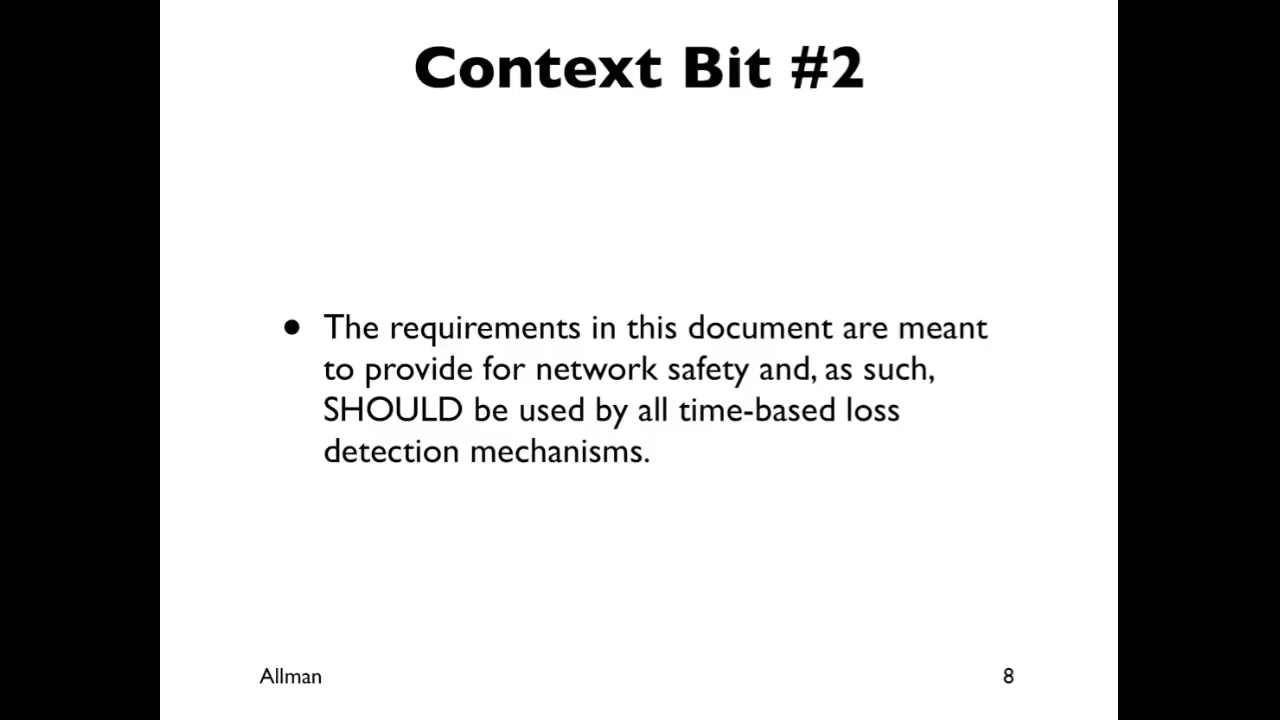 Context Bit #2
• The requirements in this document are meant
to provide for network safety and, as such,
SHOULD be used by all time-based loss
detection mechanisms.
Allman
8